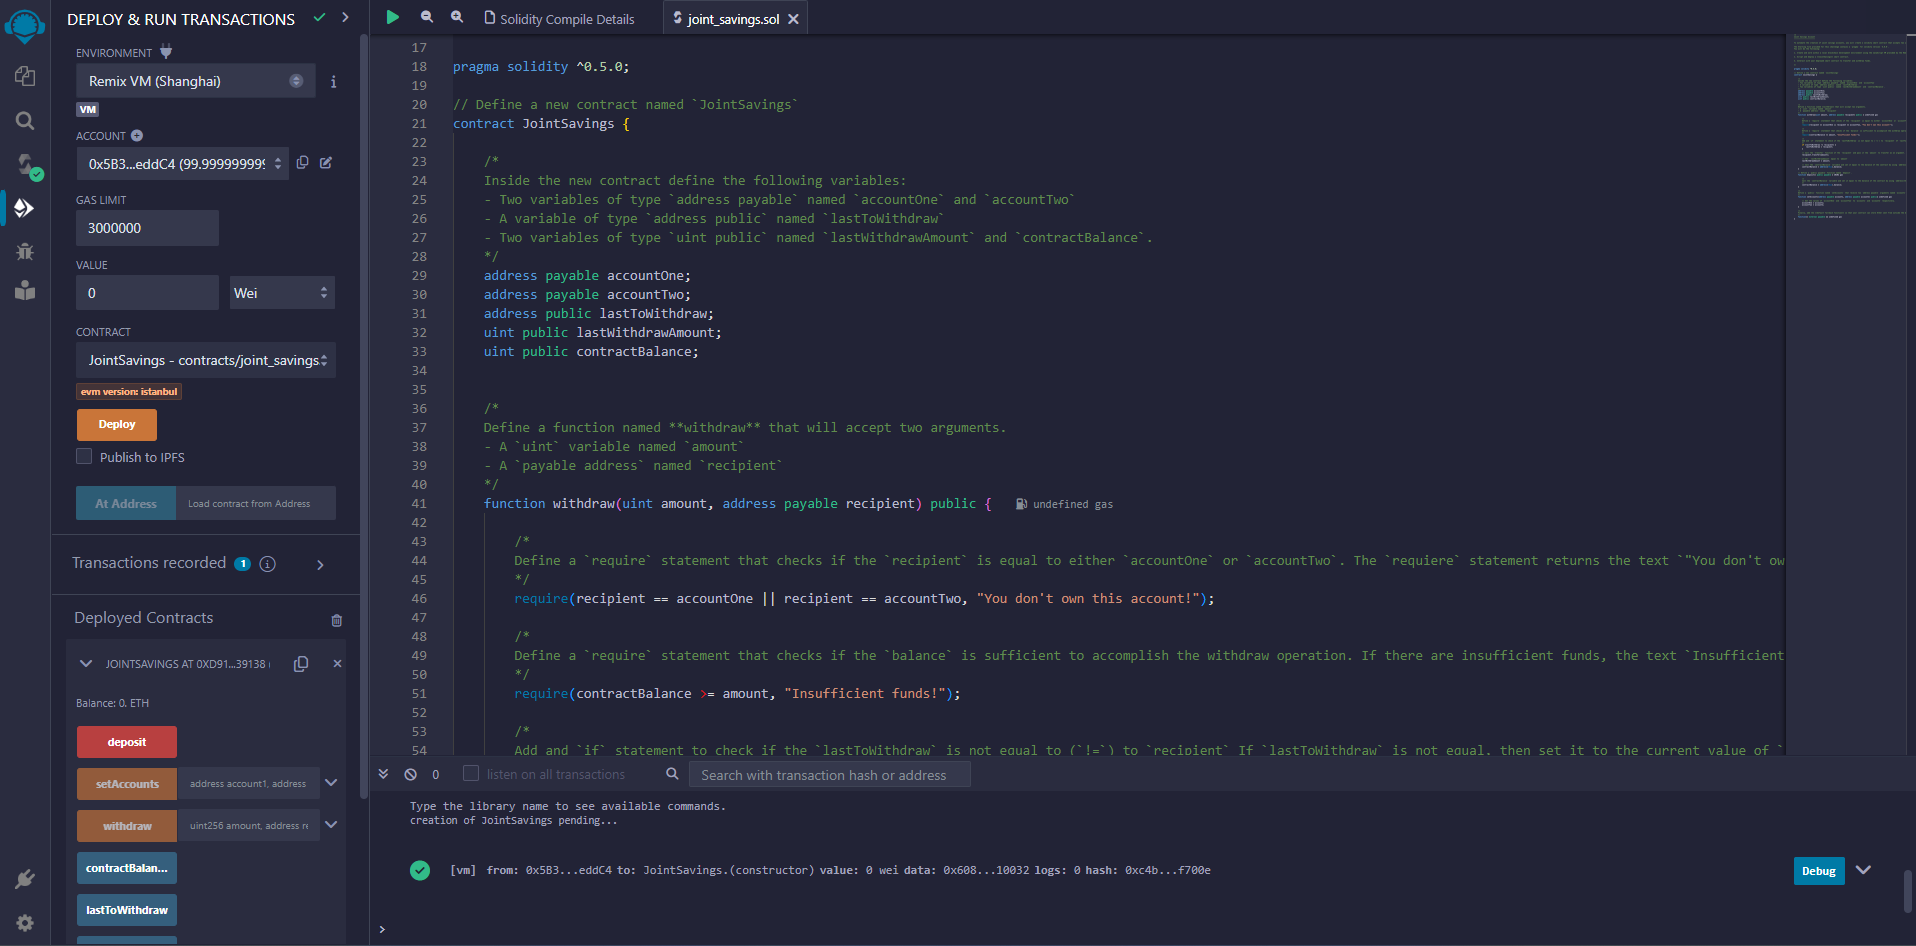 DEPLOY & RUN TRANSACTIONS
ENVIRONMENT
Remix VM (Shanghai)
VM
ACCOUNT
0x5B3...eddC4 (99.9999999999
GAS LIMIT
3000000
VALUE
0
Wei
CONTRACT
JointSavings - contracts/joint_savings
evm version: istanbul
Deploy
Publish to IPFS
At Address
Load contract from Address
Transactions recorded 1
Deployed Contracts
JOINTSAVINGS AT 0XD91...39138 (
Balance: 0. ETH
deposit
setAccounts
address account1, address
withdraw
uint256 amount, address re
contractBalan...
lastToWithdraw
Solidity Compile Details
joint_savings.sol
17
18 pragma solidity ^0.5.0;
19
20 // Define a new contract named `JointSavings`
21 contract JointSavings {
22
23 /*
24 Inside the new contract define the following variables:
25 - Two variables of type `address payable` named `accountOne` and `accountTwo`
26 - A variable of type `address public` named `lastToWithdraw`
27 - Two variables of type `uint public` named `lastWithdrawAmount` and `contractBalance`.
28 */
29 address payable accountOne;
30 address payable accountTwo;
31 address public lastToWithdraw;
32 uint public lastWithdrawAmount;
33 uint public contractBalance;
34
35
36 /*
37 Define a function named **withdraw** that will accept two arguments.
38 - A `uint` variable named `amount`
39 - A `payable address` named `recipient`
40 */
41 function withdraw(uint amount, address payable recipient) public { undefined gas
42
43 /*
44 Define a `require` statement that checks if the `recipient` is equal to either `accountOne` or `accountTwo`. The `requiere` statement returns the text `"You don't ow
45 */
46 require(recipient == accountOne || recipient == accountTwo, "You don't own this account!");
47
48 /*
49 Define a `require` statement that checks if the `balance` is sufficient to accomplish the withdraw operation. If there are insufficient funds, the text `Insufficient
50 */
51 require(contractBalance >= amount, "Insufficient funds!");
52
53 /*
54 Add and `if` statement to check if the `lastToWithdraw` is not equal to (`!=`) to `recipient` If `lastToWithdraw` is not equal, then set it to the current value of `
0
listen on all transactions
Search with transaction hash or address
Type the library name to see available commands.
creation of JointSavings pending...
[vm] from: 0x5B3...eddC4 to: JointSavings.(constructor) value: 0 wei data: 0x608...10032 logs: 0 hash: 0xc4b...f700e
Debug
>